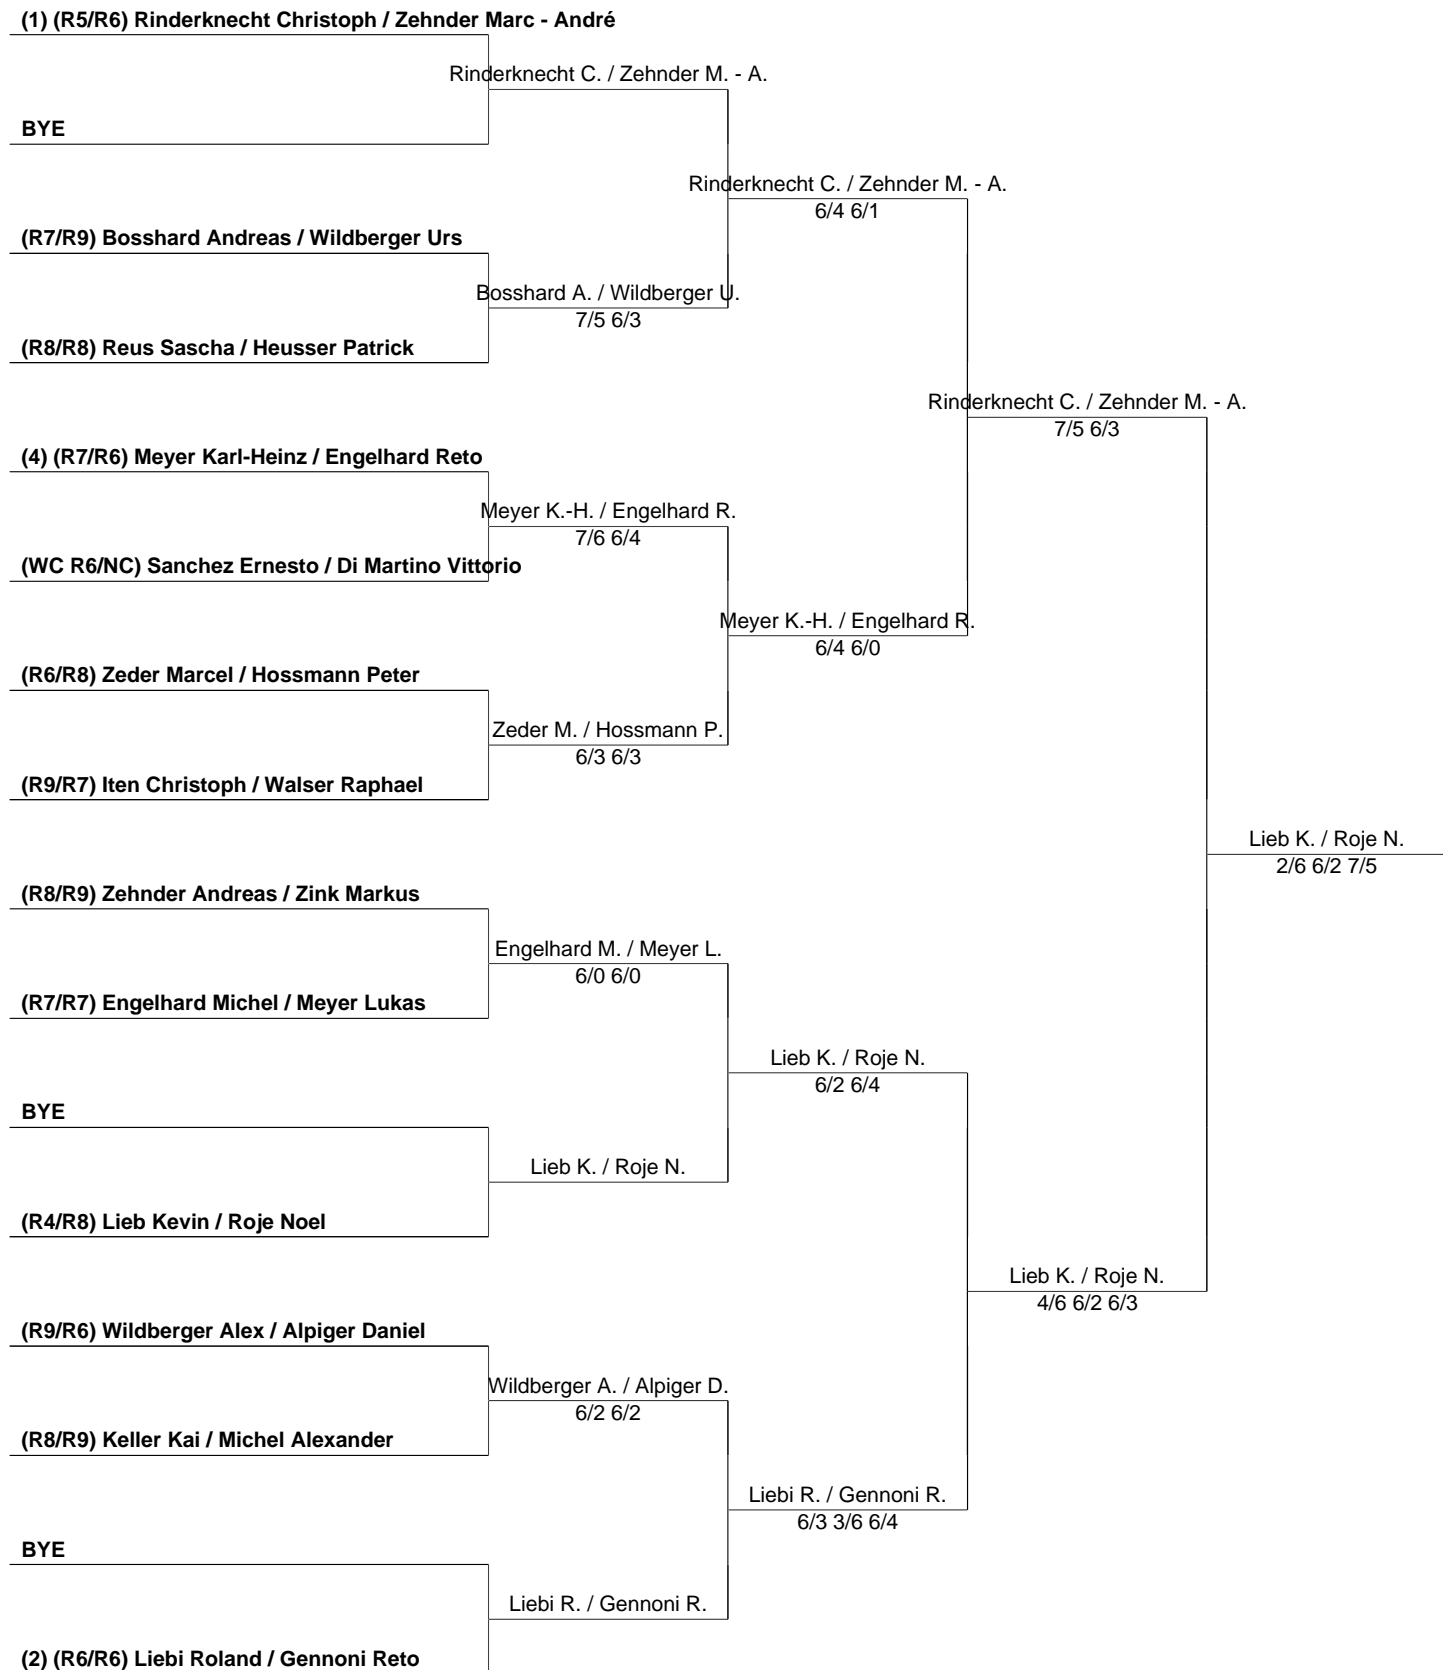 (1) (R5/R6) Rinderknecht Christoph / Zehnder Marc - André
Rinderknecht C. / Zehnder M. - A.
BYE
Rinderknecht C. / Zehnder M. - A.
6/4 6/1
(R7/R9) Bosshard Andreas / Wildberger Urs
Bosshard A. / Wildberger U.
7/5 6/3
(R8/R8) Reus Sascha / Heusser Patrick
Rinderknecht C. / Zehnder M. - A.
7/5 6/3
(4) (R7/R6) Meyer Karl-Heinz / Engelhard Reto
Meyer K.-H. / Engelhard R.
7/6 6/4
(WC R6/NC) Sanchez Ernesto / Di Martino Vittorio
Meyer K.-H. / Engelhard R.
6/4 6/0
(R6/R8) Zeder Marcel / Hossmann Peter
Zeder M. / Hossmann P.
6/3 6/3
(R9/R7) Iten Christoph / Walser Raphael
Lieb K. / Roje N.
2/6 6/2 7/5
(R8/R9) Zehnder Andreas / Zink Markus
Engelhard M. / Meyer L.
6/0 6/0
(R7/R7) Engelhard Michel / Meyer Lukas
Lieb K. / Roje N.
6/2 6/4
BYE
Lieb K. / Roje N.
(R4/R8) Lieb Kevin / Roje Noel
Lieb K. / Roje N.
4/6 6/2 6/3
(R9/R6) Wildberger Alex / Alpiger Daniel
Wildberger A. / Alpiger D.
6/2 6/2
(R8/R9) Keller Kai / Michel Alexander
Liebi R. / Gennoni R.
6/3 3/6 6/4
BYE
Liebi R. / Gennoni R.
(2) (R6/R6) Liebi Roland / Gennoni Reto